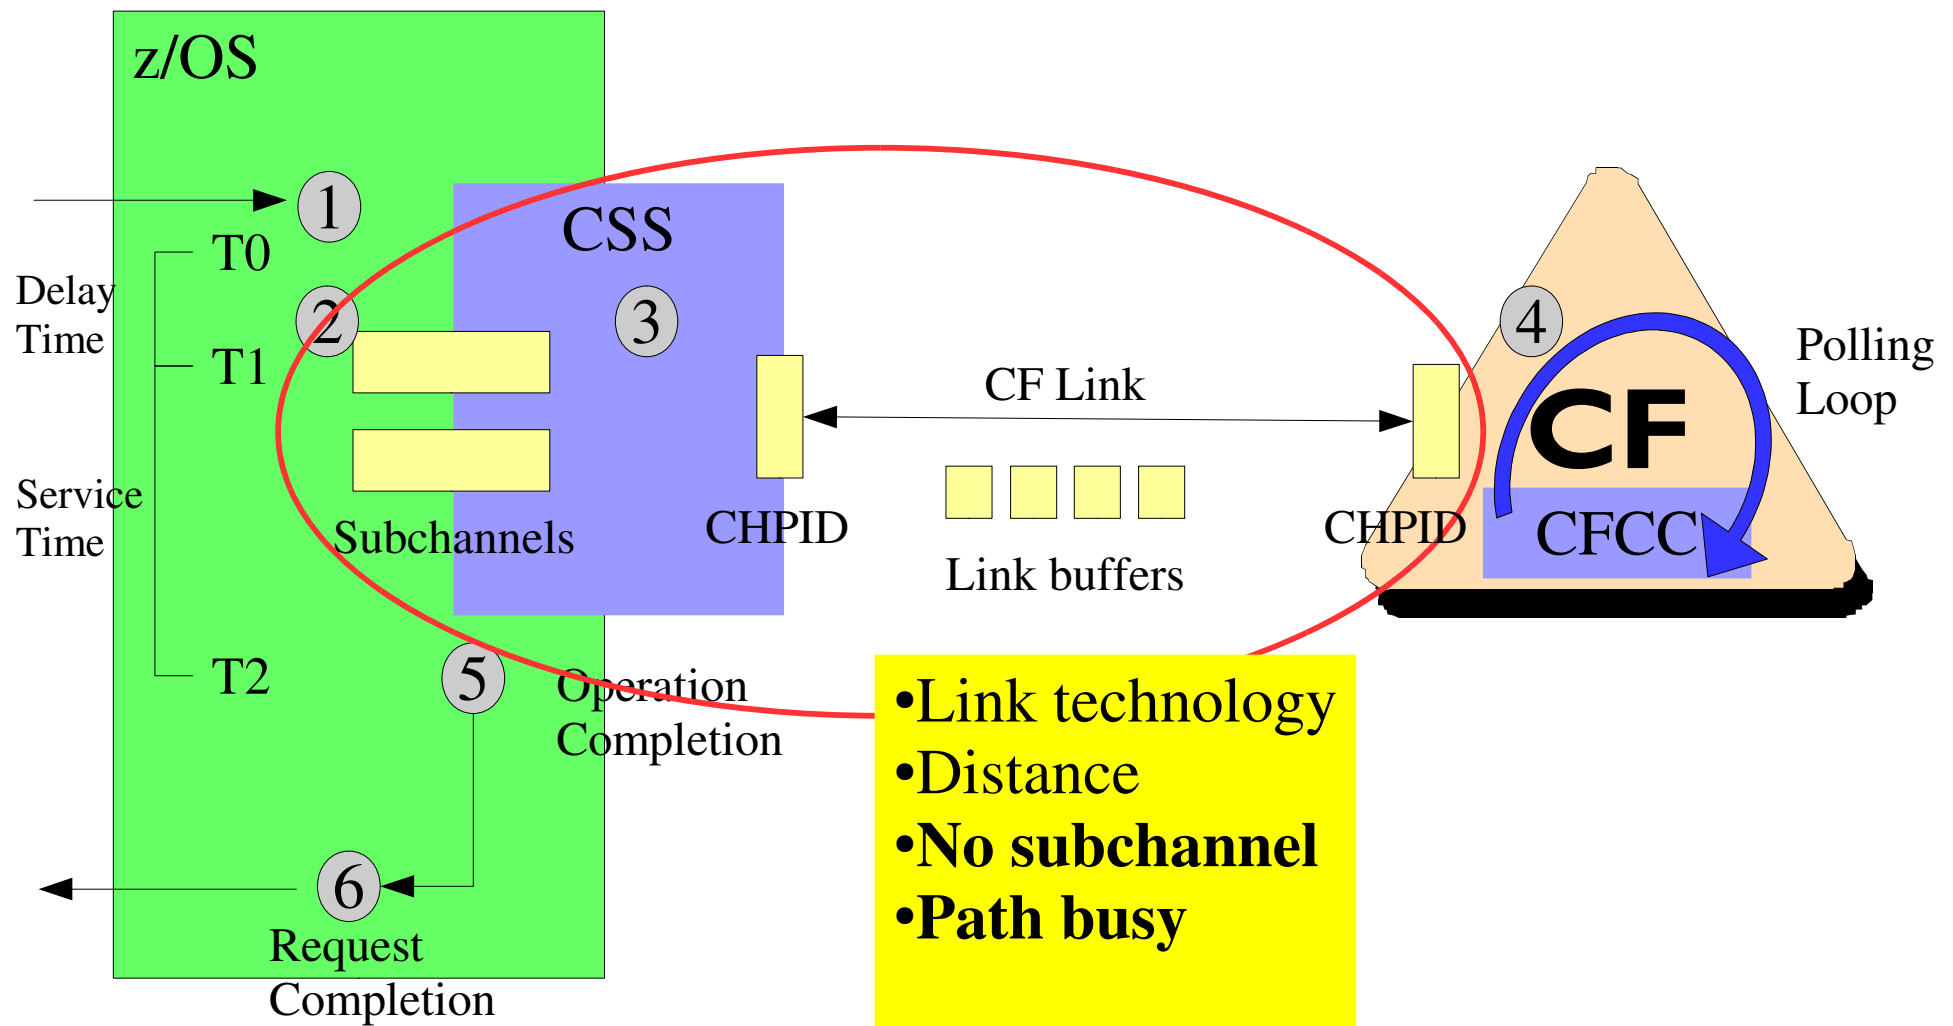 z/OS
1
CSS
T0
Delay
Time
2
3
4
T1
Polling
Loop
CF Link
CF
Service
Time
Subchannels
CHPID
CHPID
CFCC
Link buffers
T2
5
Operation
Completion
•Link technology
•Distance
•No subchannel
•Path busy
6
Request
Completion